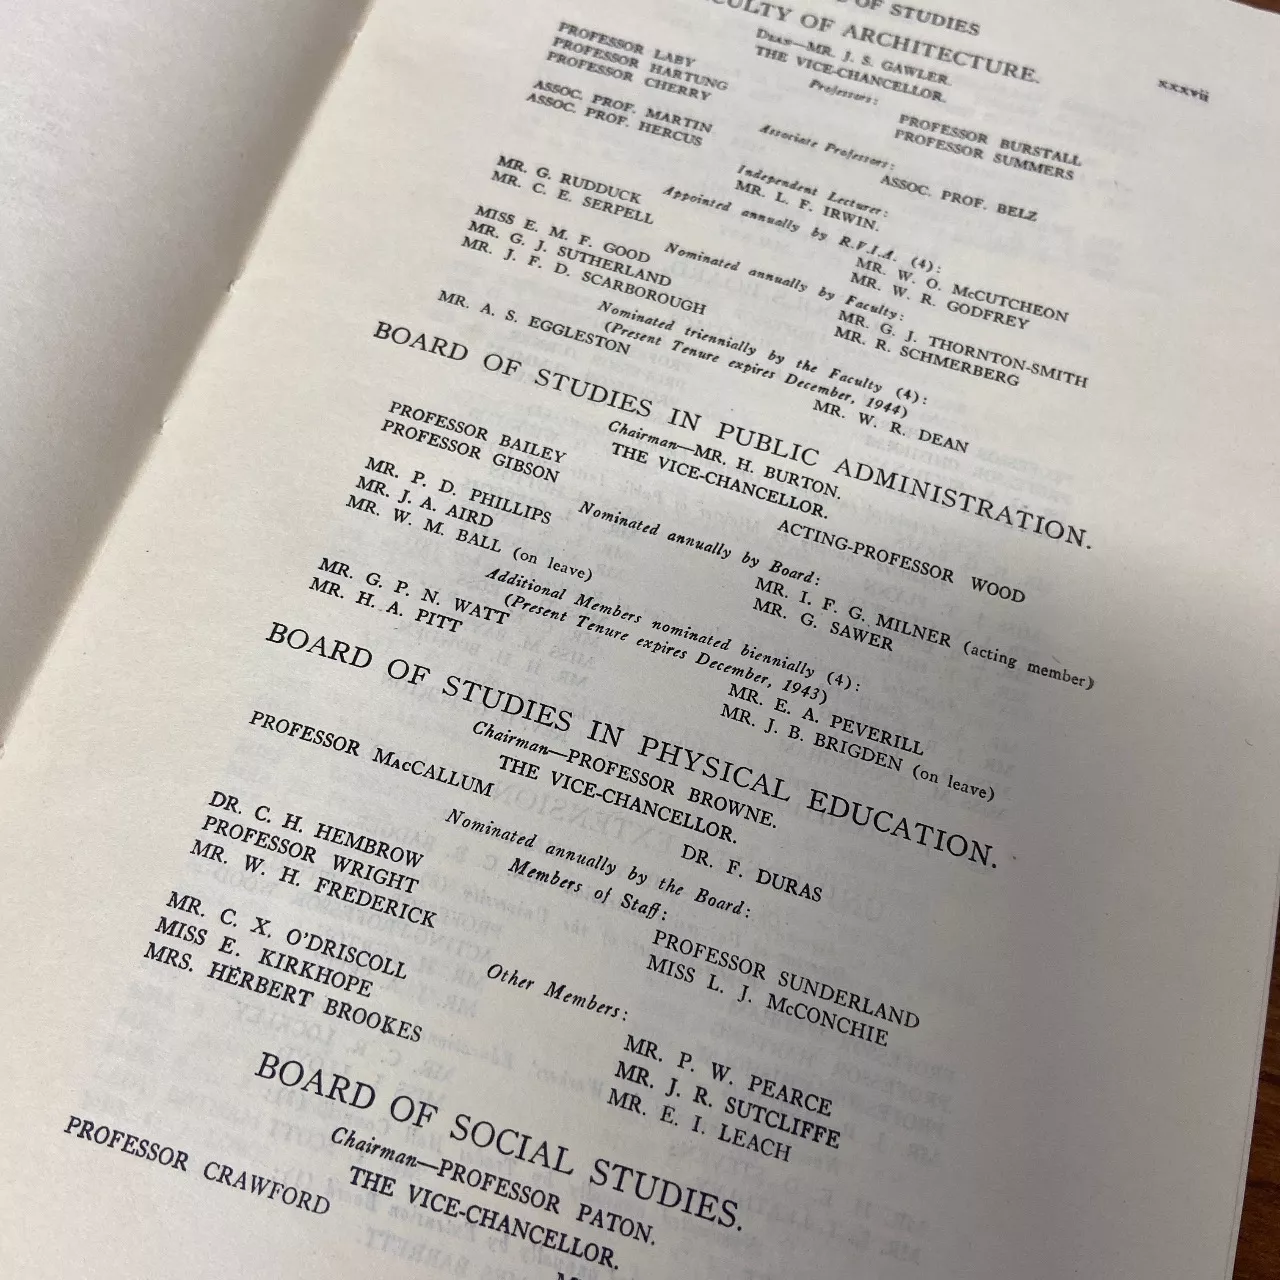 OF STUDIES
xxxvii
FACULTY OF ARCHITECTURE.
Dean—MR. J. S. GAWLER.
THE VICE-CHANCELLOR.
Professors:
PROFESSOR LABY
PROFESSOR HARTUNG
PROFESSOR CHERRY
PROFESSOR BURSTALL
PROFESSOR SUMMERS
Associate Professors:
ASSOC. PROF. MARTIN
ASSOC. PROF. HERCUS
ASSOC. PROF. BELZ
Independent Lecturer:
MR. L. F. IRWIN.
Appointed annually by R.V.I.A. (4):
MR. G. RUDDUCK
MR. C. E. SERPELL
MR. W. O. McCUTCHEON
MR. W. R. GODFREY
Nominated annually by Faculty:
MISS E. M. F. GOOD
MR. G. J. SUTHERLAND
MR. J. F. D. SCARBOROUGH
MR. G. J. THORNTON-SMITH
MR. R. SCHMERBERG
Nominated triennially by the Faculty (4):
(Present Tenure expires December, 1944)
MR. A. S. EGGLESTON
MR. W. R. DEAN
BOARD OF STUDIES IN PUBLIC ADMINISTRATION.
Chairman—MR. H. BURTON.
THE VICE-CHANCELLOR.
PROFESSOR BAILEY
PROFESSOR GIBSON
ACTING-PROFESSOR WOOD
Nominated annually by Board:
MR. P. D. PHILLIPS
MR. J. A. AIRD
MR. W. M. BALL (on leave)
MR. I. F. G. MILNER (acting member)
MR. G. SAWER
Additional Members nominated biennially (4):
(Present Tenure expires December, 1943)
MR. G. P. N. WATT
MR. H. A. PITT
MR. E. A. PEVERILL
MR. J. B. BRIGDEN (on leave)
BOARD OF STUDIES IN PHYSICAL EDUCATION.
Chairman—PROFESSOR BROWNE.
THE VICE-CHANCELLOR.
PROFESSOR MacCALLUM
DR. F. DURAS
Nominated annually by the Board:
Members of Staff:
DR. C. H. HEMBROW
PROFESSOR WRIGHT
MR. W. H. FREDERICK
PROFESSOR SUNDERLAND
MISS L. J. McCONCHIE
Other Members:
MR. C. X. O'DRISCOLL
MISS E. KIRKHOPE
MRS. HERBERT BROOKES
MR. P. W. PEARCE
MR. J. R. SUTCLIFFE
MR. E. I. LEACH
BOARD OF SOCIAL STUDIES.
Chairman—PROFESSOR PATON.
THE VICE-CHANCELLOR.
PROFESSOR CRAWFORD